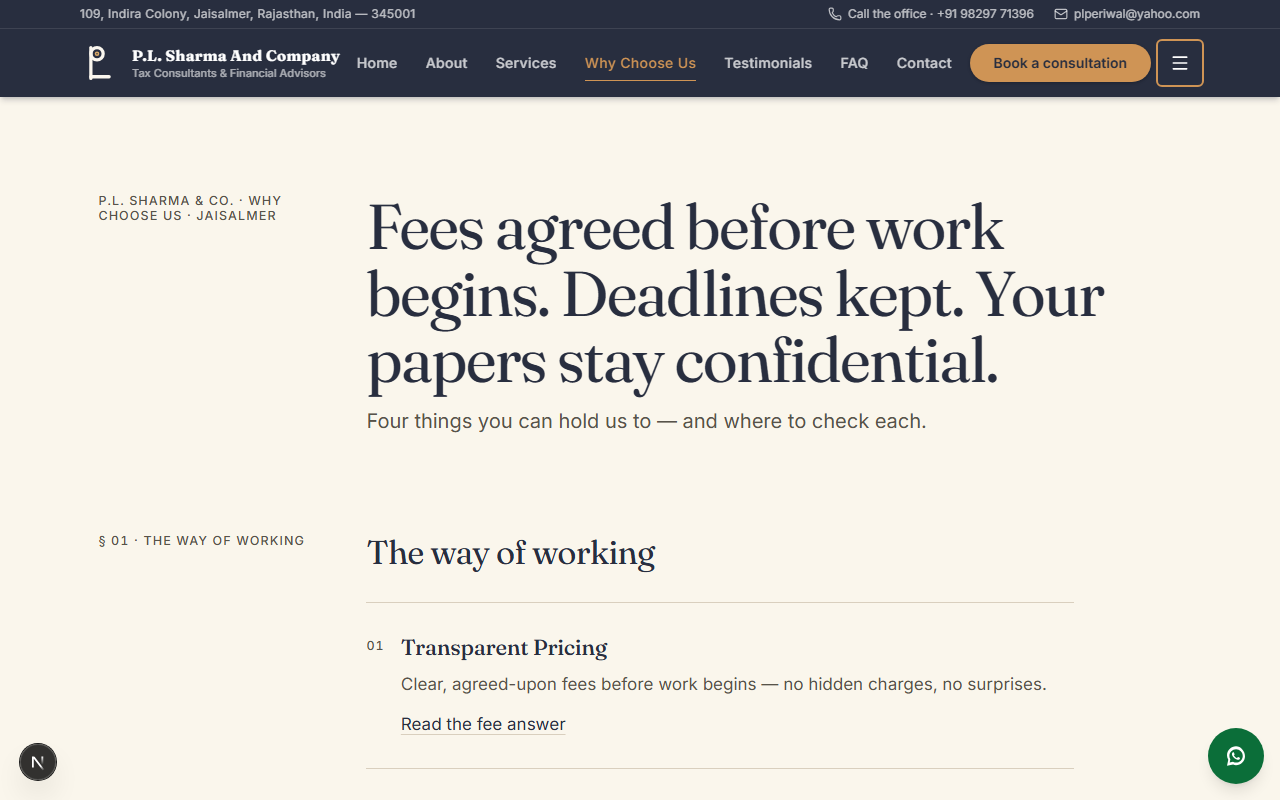 109, Indira Colony, Jaisalmer, Rajasthan, India — 345001
Call the office · +91 98297 71396
plperiwal@yahoo.com
P.L. Sharma And Company
Tax Consultants & Financial Advisors
Home
About
Services
Why Choose Us
Testimonials
FAQ
Contact
Book a consultation
P.L. SHARMA & CO. · WHY
CHOOSE US · JAISALMER
Fees agreed before work
begins. Deadlines kept. Your
papers stay confidential.
Four things you can hold us to — and where to check each.
§ 01 · THE WAY OF WORKING
The way of working
01
Transparent Pricing
Clear, agreed-upon fees before work begins — no hidden charges, no surprises.
Read the fee answer
N